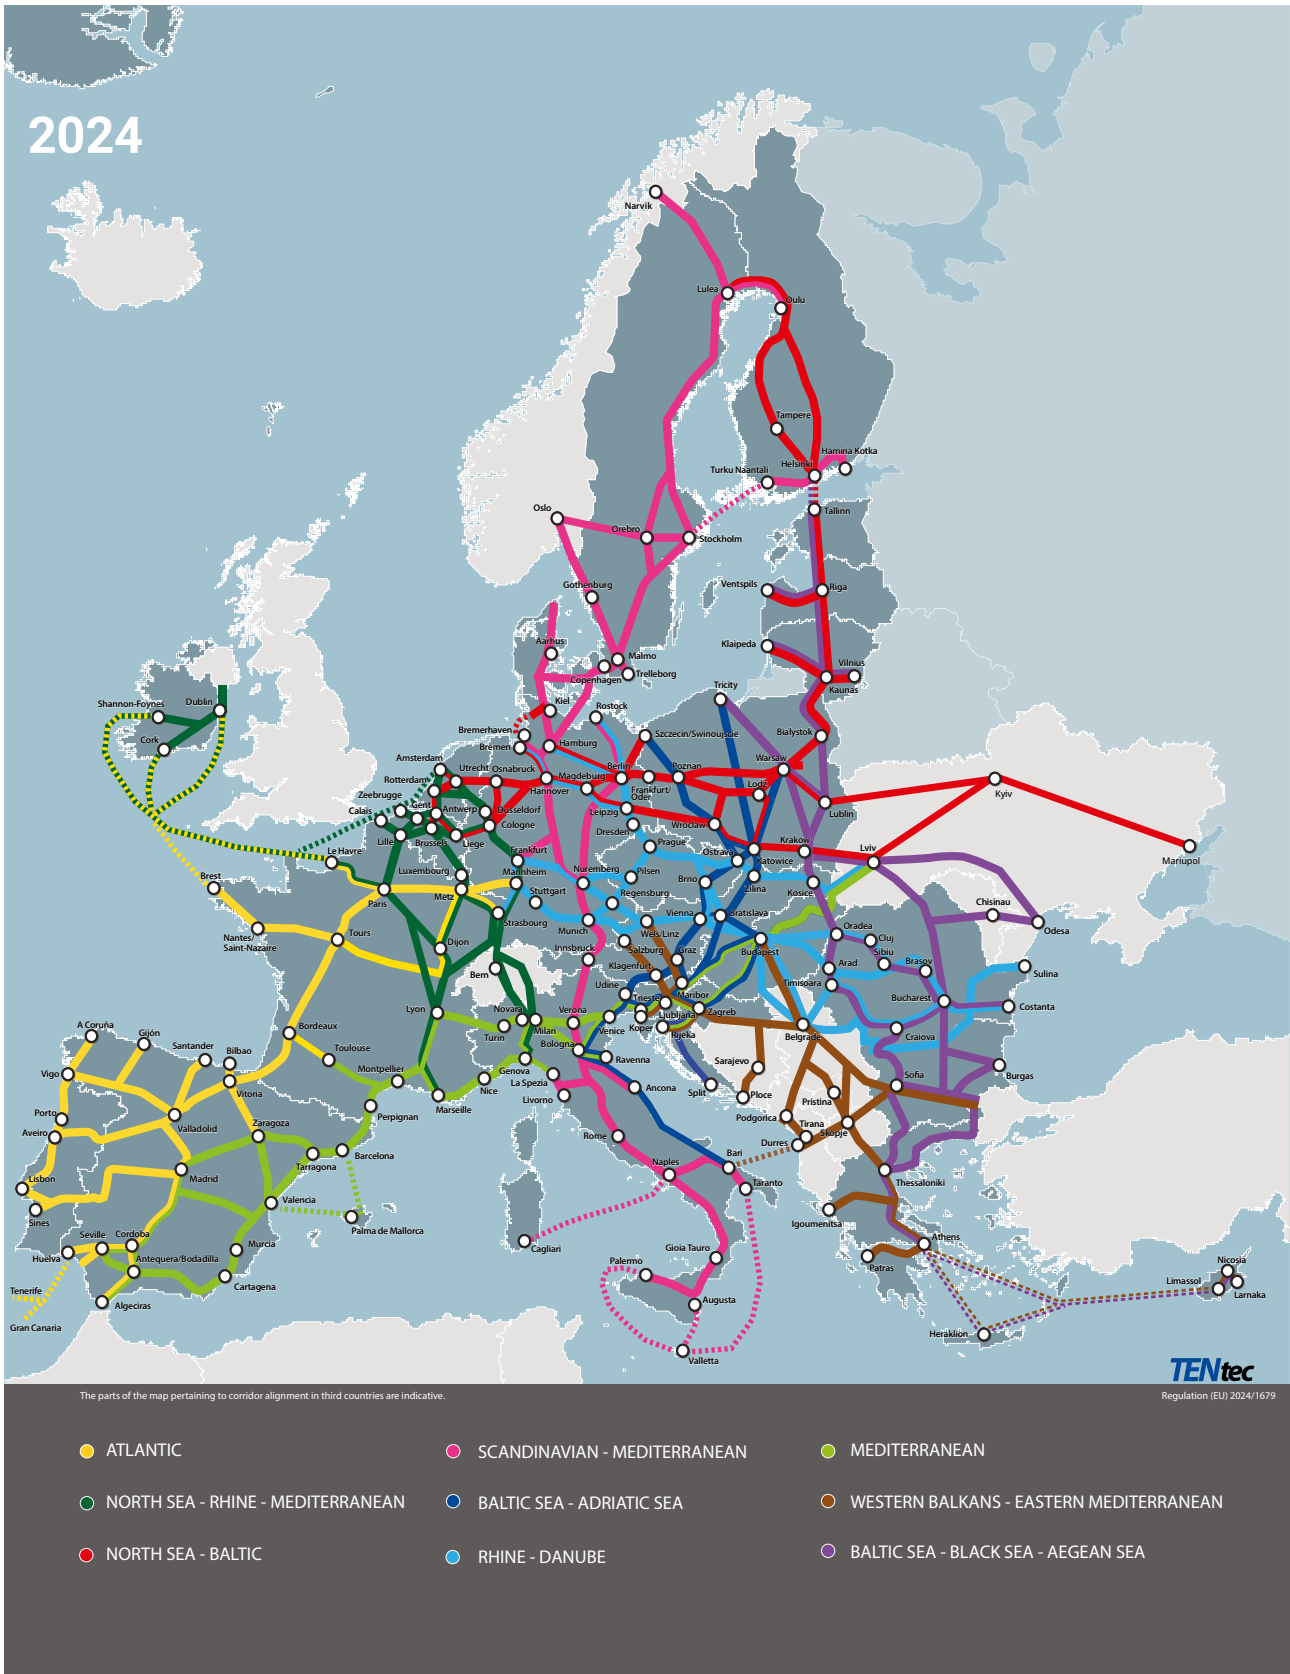 2024
Narvik
Lulea
Oulu
Tampere
Hamina Kotka
Helsinki
Turku Naantali
Tallinn
Oslo
Orebro
Stockholm
Gothenburg
Ventspils
Riga
Aarhus
Klaipeda
Malmo
Vilnius
Copenhagen
Trelleborg
Kaunas
Tricity
Shannon-Foynes
Dublin
Kiel
Rostock
Cork
Bremerhaven
Szczecin/Swinoujscie
Bialystok
Bremen
Hamburg
Amsterdam
Utrecht
Osnabruck
Berlin
Poznan
Warsaw
Rotterdam
Magdeburg
Kyiv
Zeebrugge
Hannover
Frankfurt/
Oder
Lodz
Calais
Gent
Antwerp
Dusseldorf
Leipzig
Lublin
Cologne
Dresden
Wroclaw
Lille
Brussels
Liege
Prague
Krakow
Lviv
Mariupol
Le Havre
Frankfurt
Ostrava
Katowice
Luxembourg
Mannheim
Nuremberg
Pilsen
Brest
Metz
Stuttgart
Regensburg
Brno
Zilina
Kosice
Paris
Strasbourg
Vienna
Bratislava
Chisinau
Nantes/
Saint-Nazaire
Tours
Munich
Wels/Linz
Oradea
Odesa
Dijon
Innsbruck
Salzburg
Graz
Budapest
Cluj
Bern
Klagenfurt
Arad
Sibiu
Brasov
Sulina
Udine
Maribor
Timisoara
Lyon
Novara
Verona
Trieste
Ljubljana
Zagreb
Bucharest
Costanta
A Coruña
Gijón
Bordeaux
Turin
Milan
Venice
Koper
Rijeka
Belgrade
Craiova
Santander
Bilbao
Toulouse
Bologna
Vigo
Montpellier
Genova
Ravenna
Sarajevo
Sofia
Burgas
Vitoria
Nice
La Spezia
Ancona
Split
Ploce
Pristina
Porto
Perpignan
Marseille
Livorno
Podgorica
Aveiro
Valladolid
Zaragoza
Tirana
Skopje
Rome
Durres
Barcelona
Bari
Lisbon
Madrid
Tarragona
Naples
Taranto
Thessaloniki
Sines
Valencia
Palma de Mallorca
Igoumenitsa
Seville
Cordoba
Cagliari
Athens
Huelva
Antequera/Bobadilla
Murcia
Palermo
Gioia Tauro
Patras
Nicosia
Tenerife
Cartagena
Limassol
Larnaka
Algeciras
Augusta
Gran Canaria
Heraklion
Valletta
TENtec
The parts of the map pertaining to corridor alignment in third countries are indicative.
Regulation (EU) 2024/1679
ATLANTIC
SCANDINAVIAN - MEDITERRANEAN
MEDITERRANEAN
NORTH SEA - RHINE - MEDITERRANEAN
BALTIC SEA - ADRIATIC SEA
WESTERN BALKANS - EASTERN MEDITERRANEAN
NORTH SEA - BALTIC
RHINE - DANUBE
BALTIC SEA - BLACK SEA - AEGEAN SEA